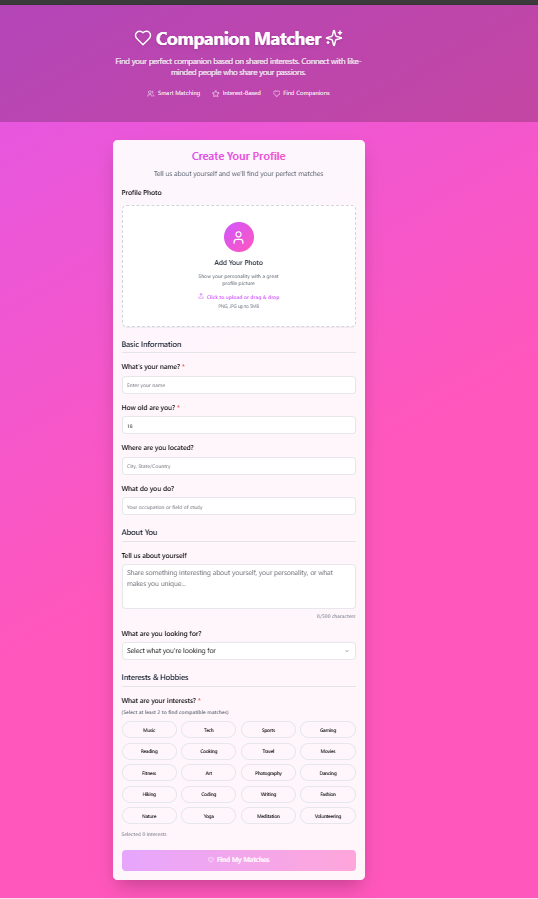 Companion Matcher
Find your perfect companion based on shared interests. Connect with like-
minded people who share your passions.
Smart Matching Interest-Based Find Companions
Create Your Profile
Tell us about yourself and we'll find your perfect matches
Profile Photo
Add Your Photo
Show your personality with a great
profile picture
Click to upload or drag & drop
PNG, JPG up to 5MB
Basic Information
What's your name? *
Enter your name
How old are you? *
18
Where are you located?
City, State/Country
What do you do?
Your occupation or field of study
About You
Tell us about yourself
Share something interesting about yourself, your personality, or what
makes you unique...
0/500 characters
What are you looking for?
Select what you're looking for
Interests & Hobbies
What are your interests? *
(Select at least 2 to find compatible matches)
Music Tech Sports Gaming
Reading Cooking Travel Movies
Fitness Art Photography Dancing
Hiking Coding Writing Fashion
Nature Yoga Meditation Volunteering
Selected 0 interests
Find My Matches